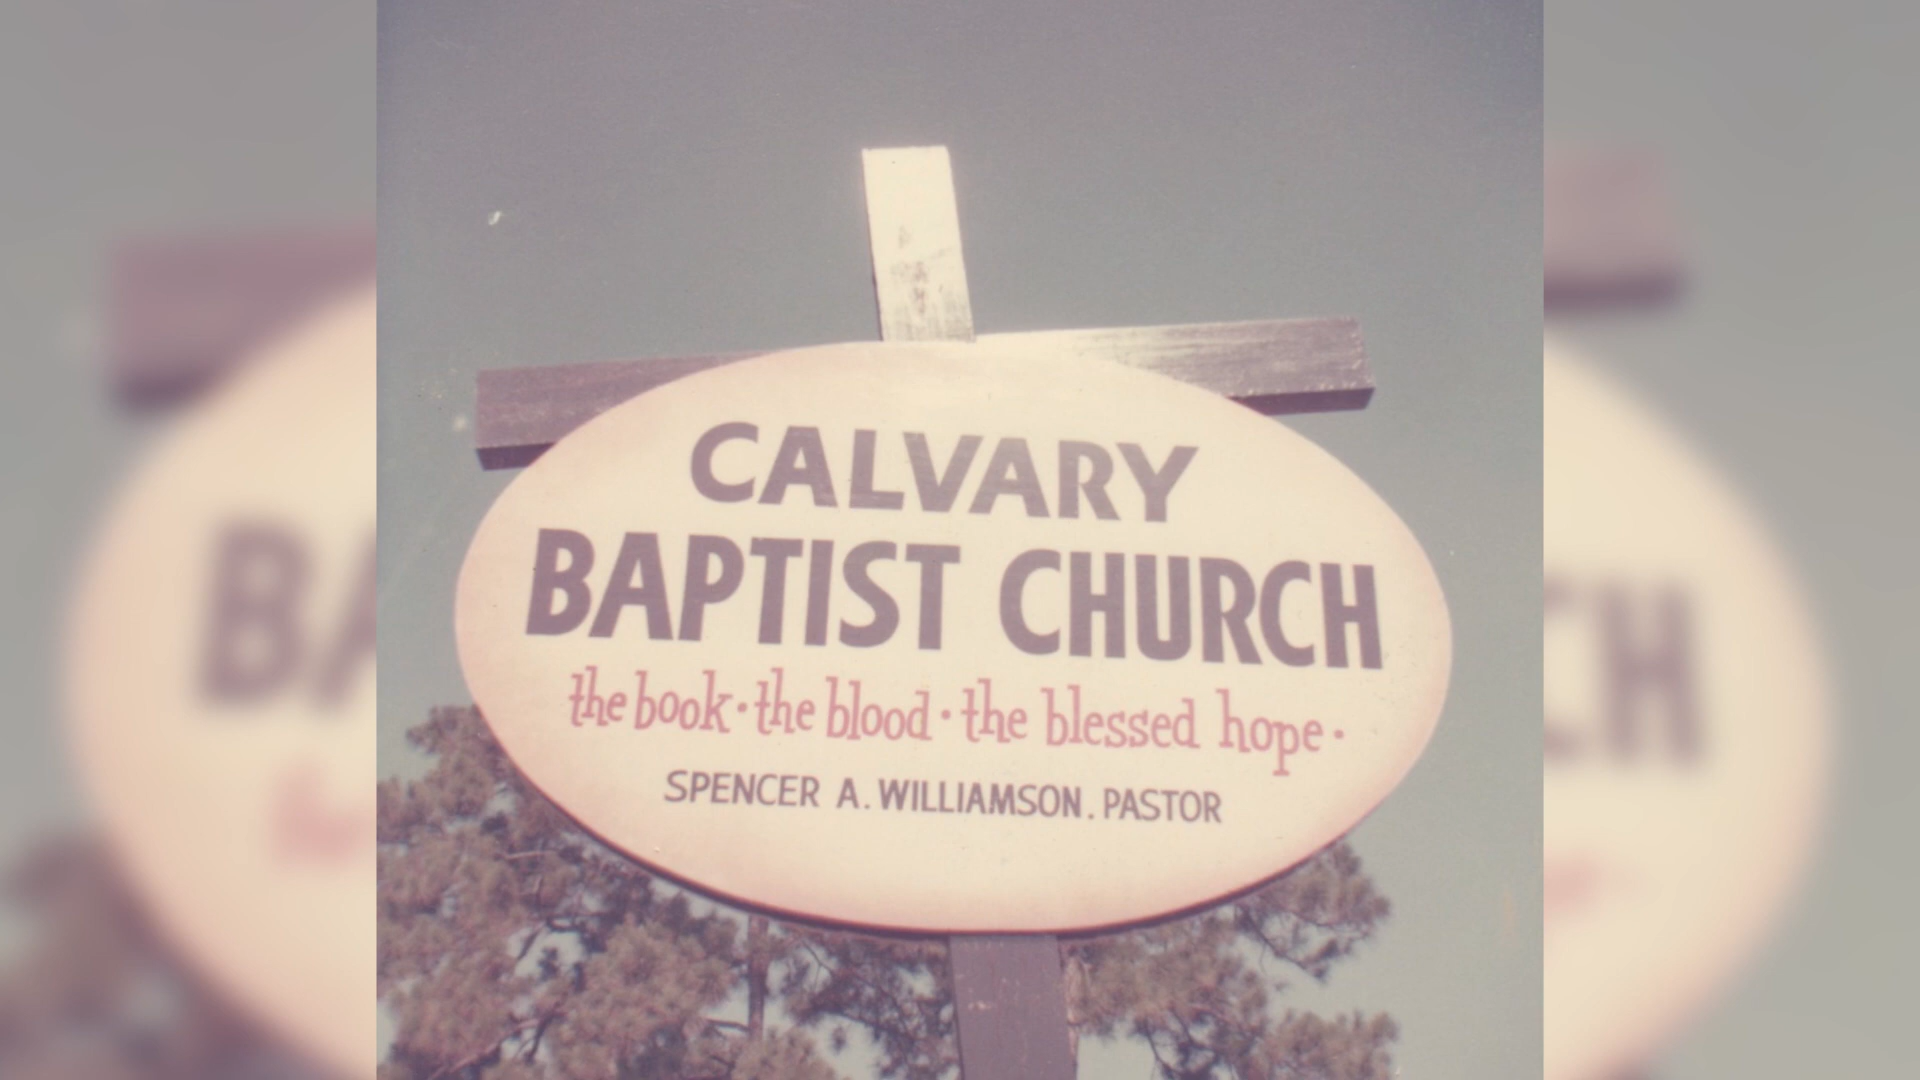 CALVARY
BAPTIST CHURCH
the book · the blood · the blessed hope ·
SPENCER A. WILLIAMSON. PASTOR